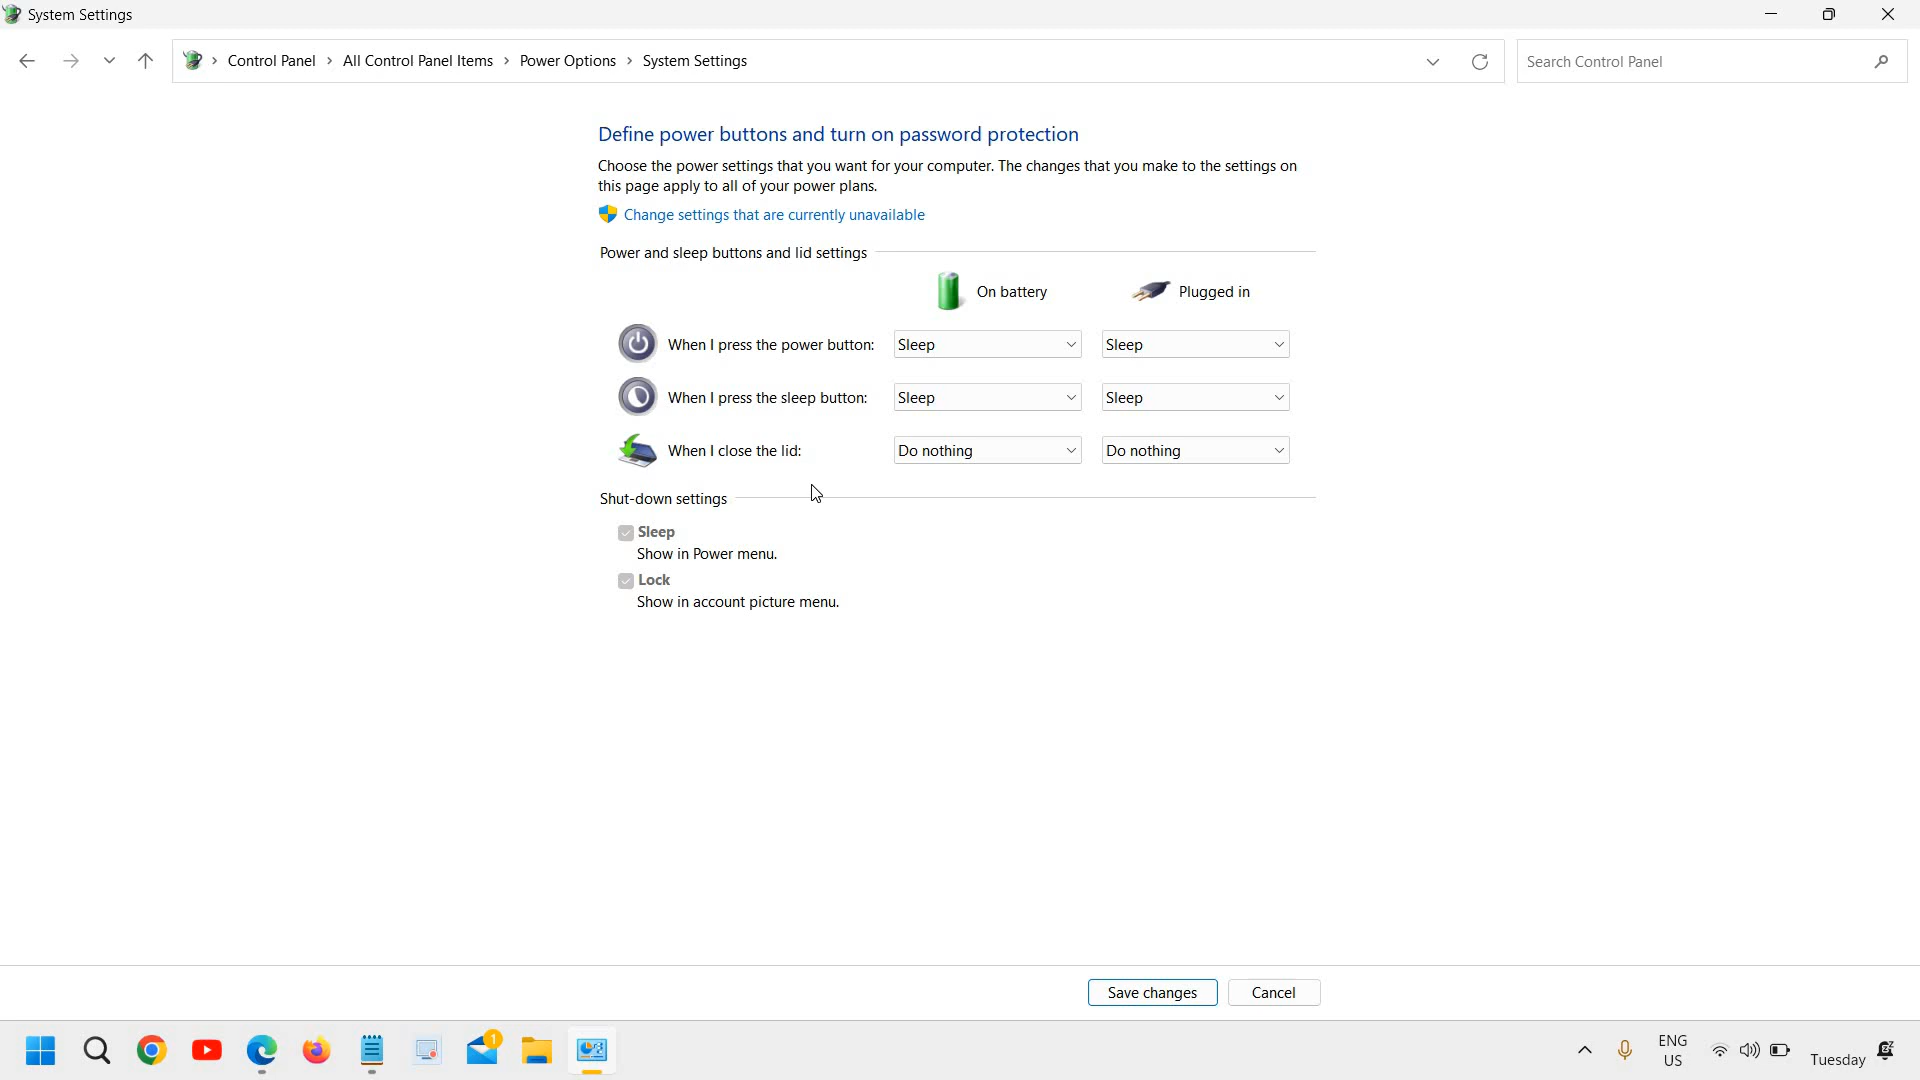 System Settings
Control Panel > All Control Panel Items > Power Options > System Settings
Search Control Panel
Define power buttons and turn on password protection
Choose the power settings that you want for your computer. The changes that you make to the settings on
this page apply to all of your power plans.
Change settings that are currently unavailable
Power and sleep buttons and lid settings
On battery Plugged in
When I press the power button: Sleep Sleep
When I press the sleep button: Sleep Sleep
When I close the lid: Do nothing Do nothing
Shut-down settings
Sleep
Show in Power menu.
Lock
Show in account picture menu.
Save changes Cancel
1
ENG
US
Tuesday